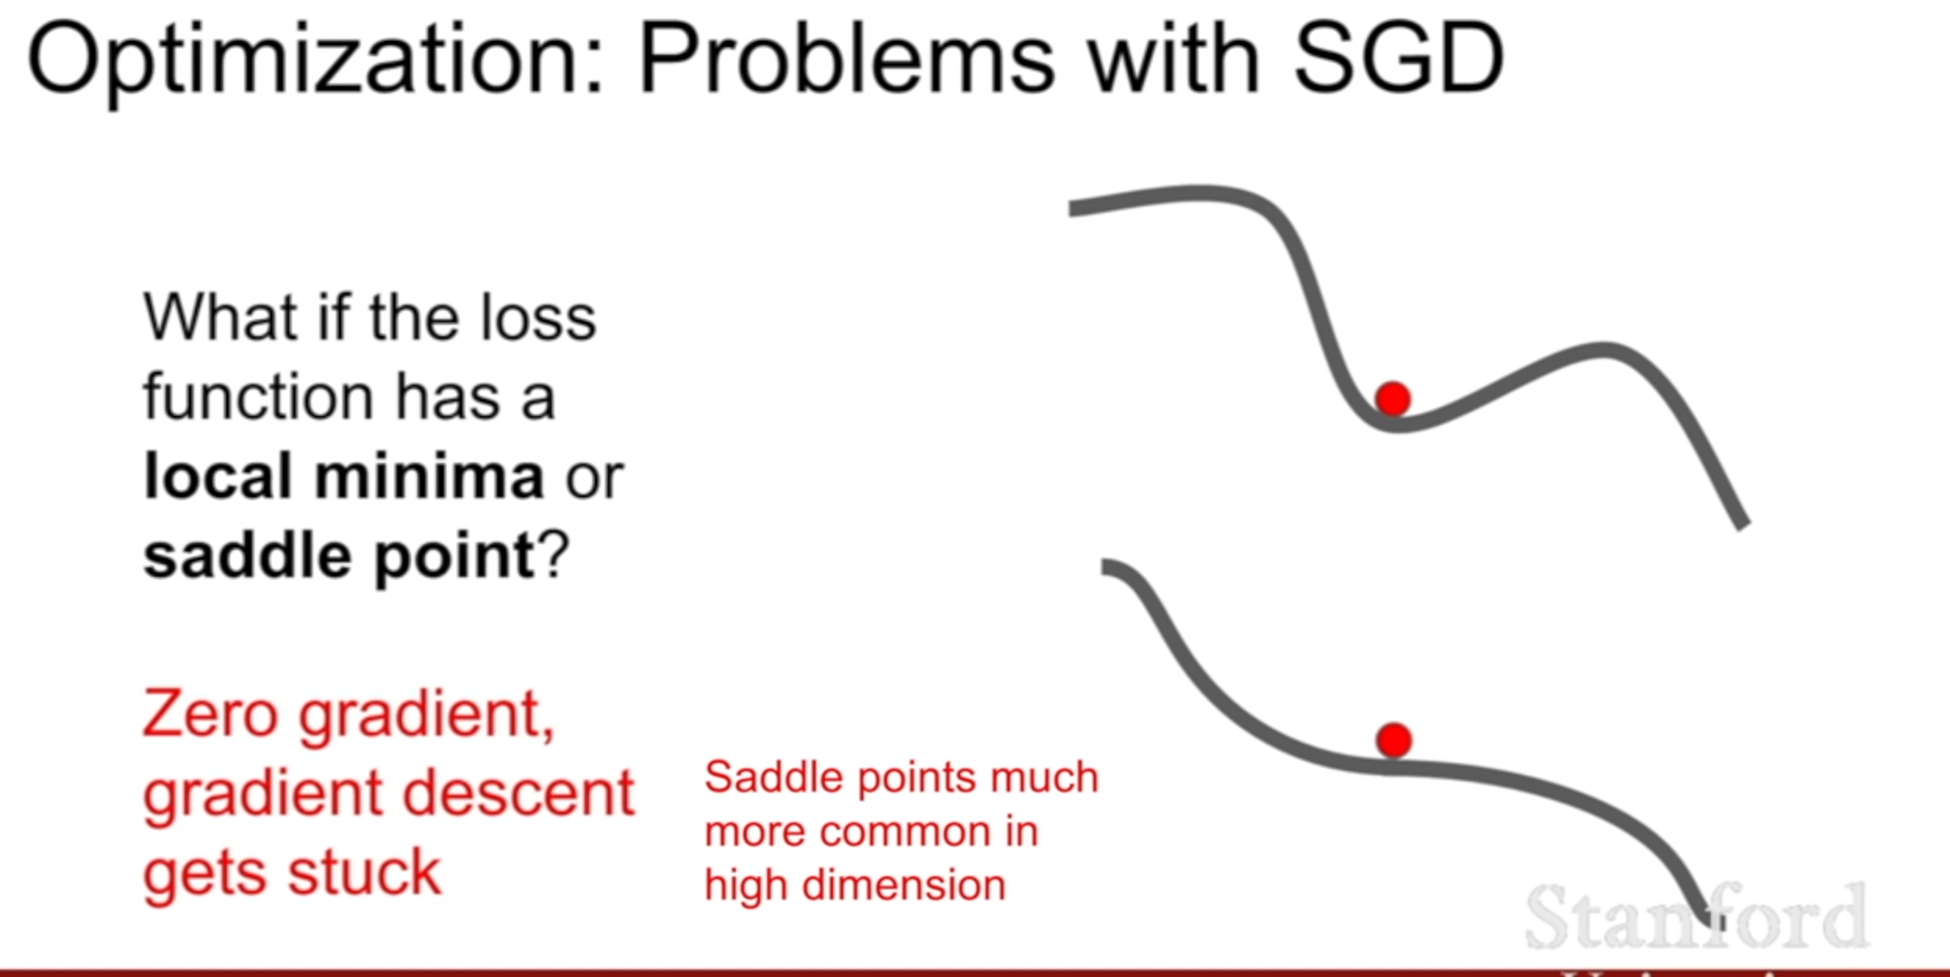 Optimization: Problems with SGD
What if the loss
function has a
local minima or
saddle point?
Zero gradient,
gradient descent
gets stuck
Saddle points much
more common in
high dimension
Stanford